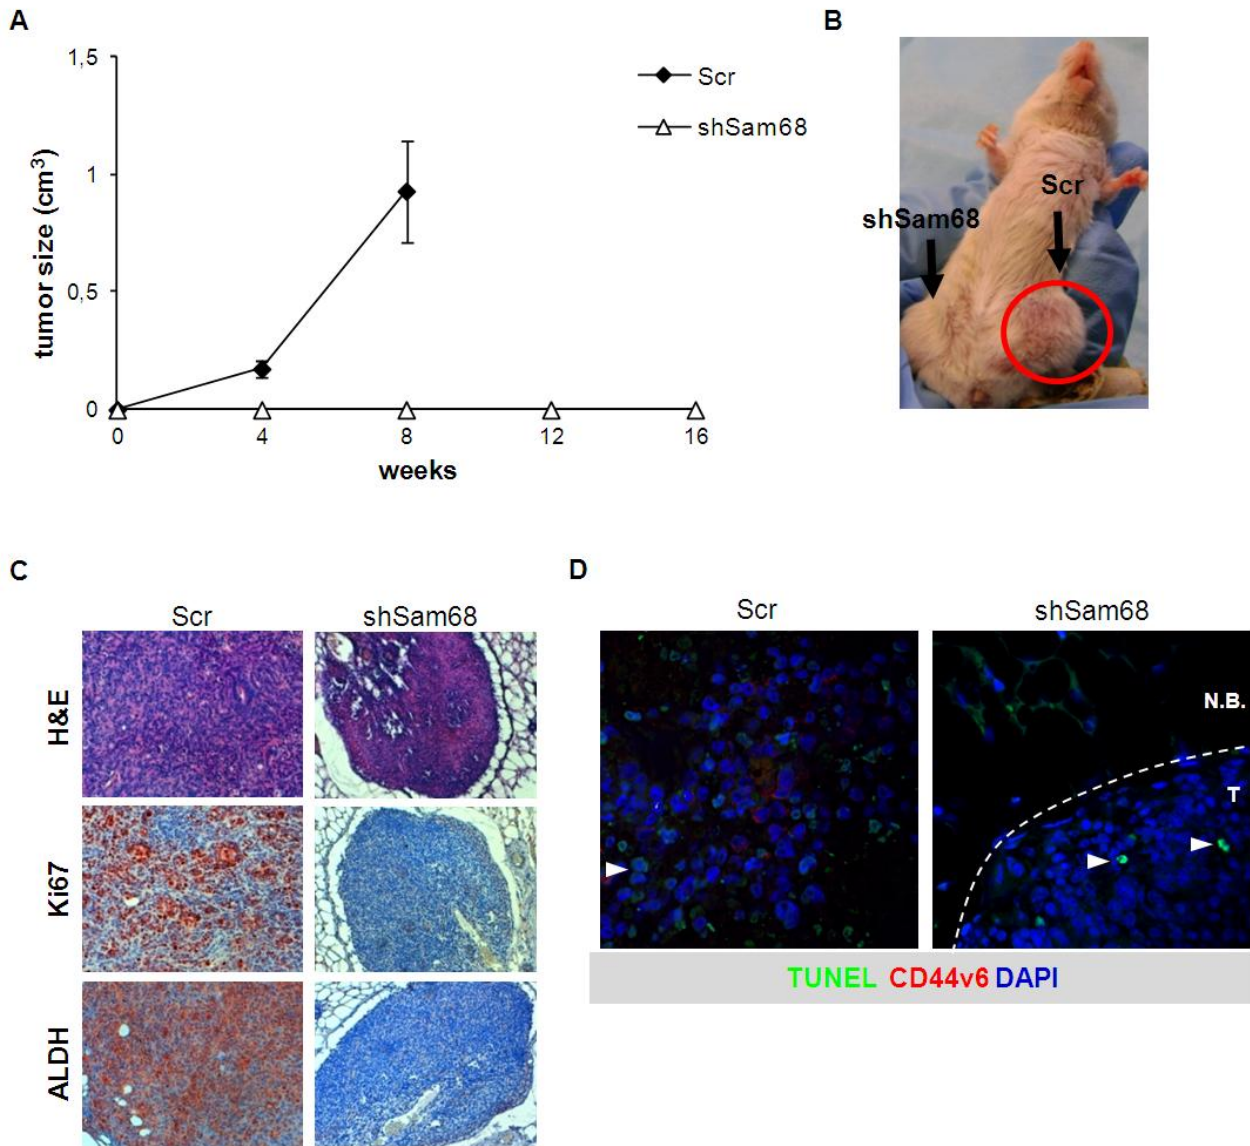 A
1,5
1
0,5
0
tumor size (cm³)
0 4 8 12 16
weeks
Scr
shSam68
B
Scr
shSam68
C
Scr shSam68
H&E
Ki67
ALDH
D
Scr shSam68
N.B.
T
TUNEL CD44v6 DAPI